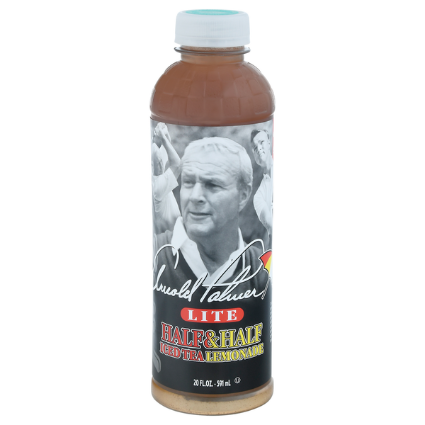 Arnold Palmer
LITE
HALF & HALF
ICED TEA LEMONADE
20 FL.OZ. - 591 mL U